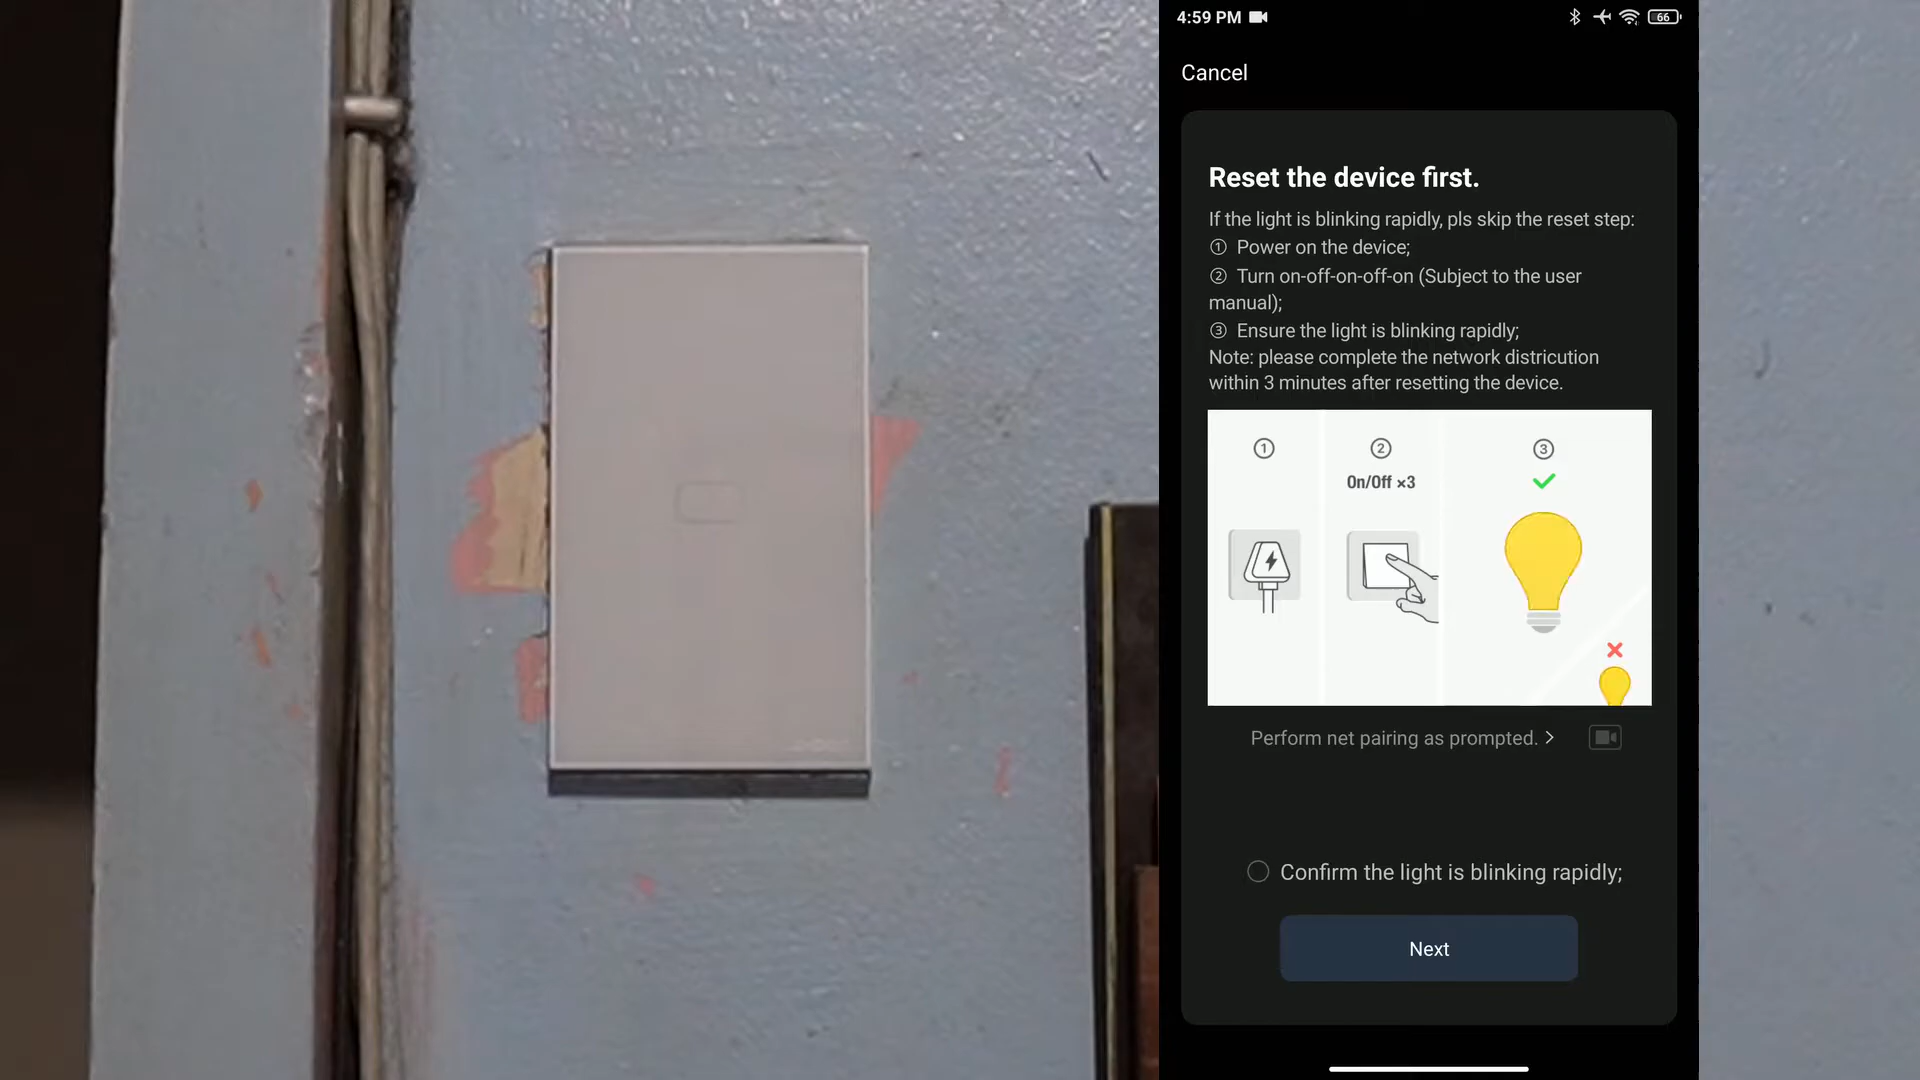 4:59 PM
66
Cancel
Reset the device first.
If the light is blinking rapidly, pls skip the reset step:
① Power on the device;
② Turn on-off-on-off-on (Subject to the user
manual);
③ Ensure the light is blinking rapidly;
Note: please complete the network districution
within 3 minutes after resetting the device.
① ② ③
On/Off ×3
Perform net pairing as prompted. >
Confirm the light is blinking rapidly;
Next